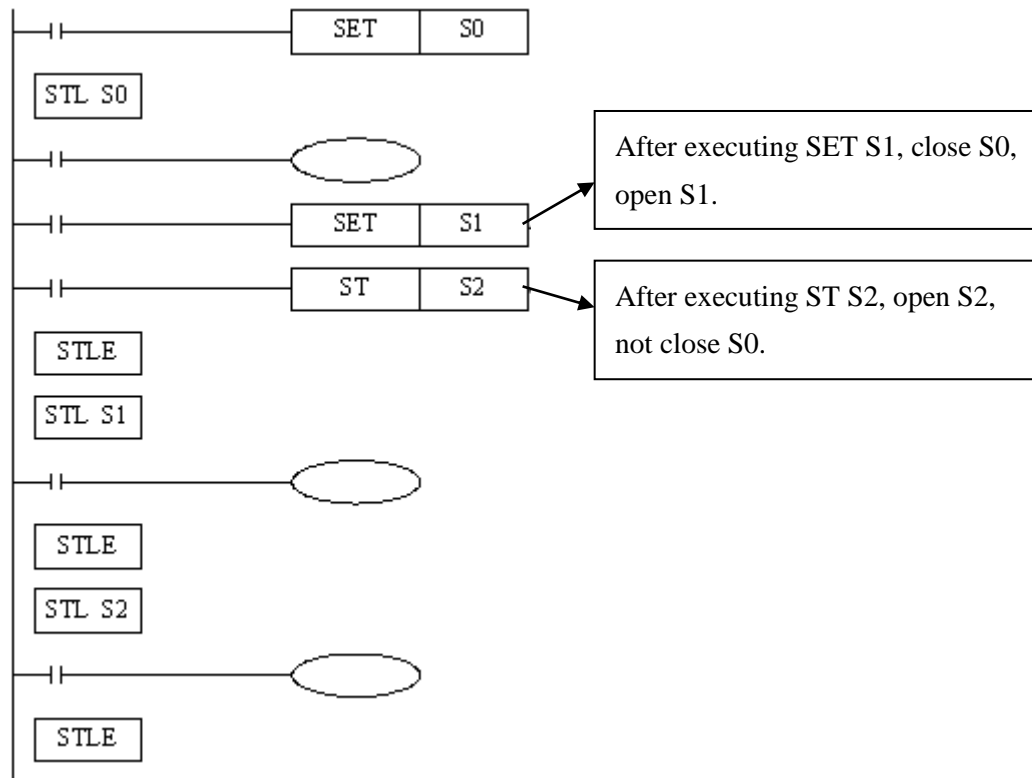 SET S0
STL S0
After executing SET S1, close S0,
open S1.
SET S1
ST S2
After executing ST S2, open S2,
not close S0.
STLE
STL S1
STLE
STL S2
STLE